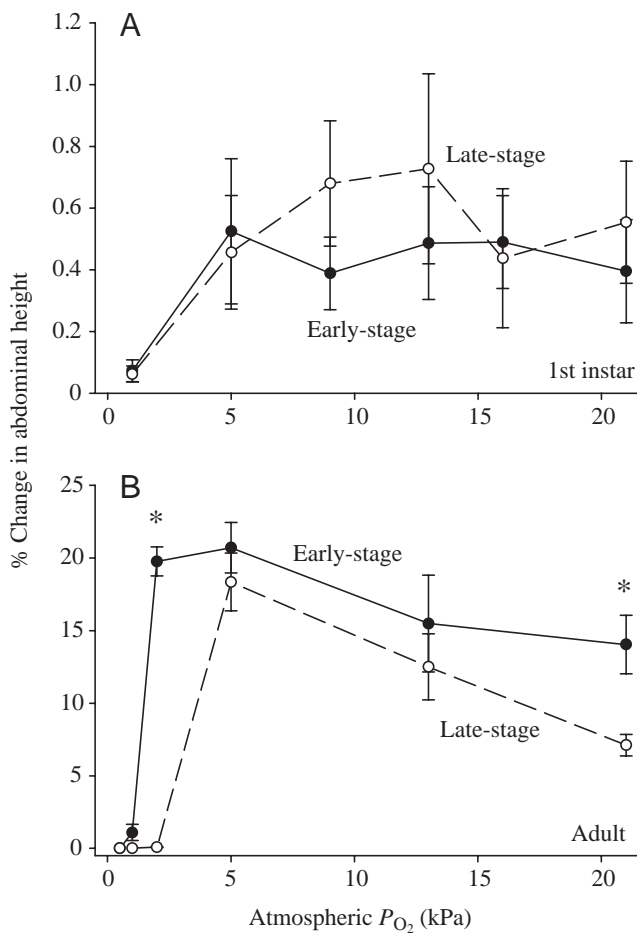 % Change in abdominal height
A
1.2
1.0
0.8
0.6
0.4
0.2
0
Late-stage
Early-stage
1st instar
0 5 10 15 20
B
25
20
15
10
5
0
*
Early-stage
*
Late-stage
Adult
0 5 10 15 20
Atmospheric P_O2 (kPa)